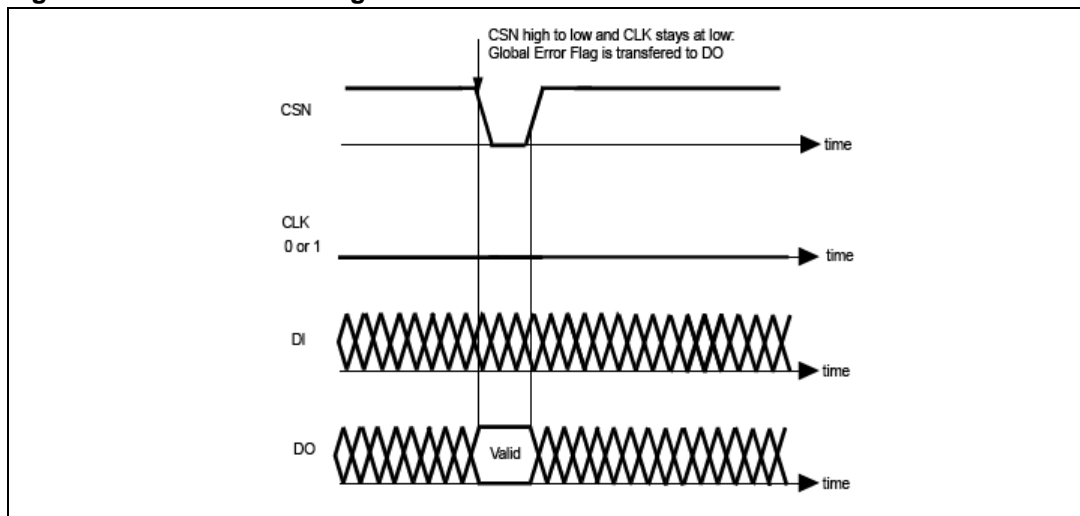 CSN high to low and CLK stays at low:
Global Error Flag is transfered to DO
CSN
time
CLK
0 or 1
time
DI
time
DO
Valid
time